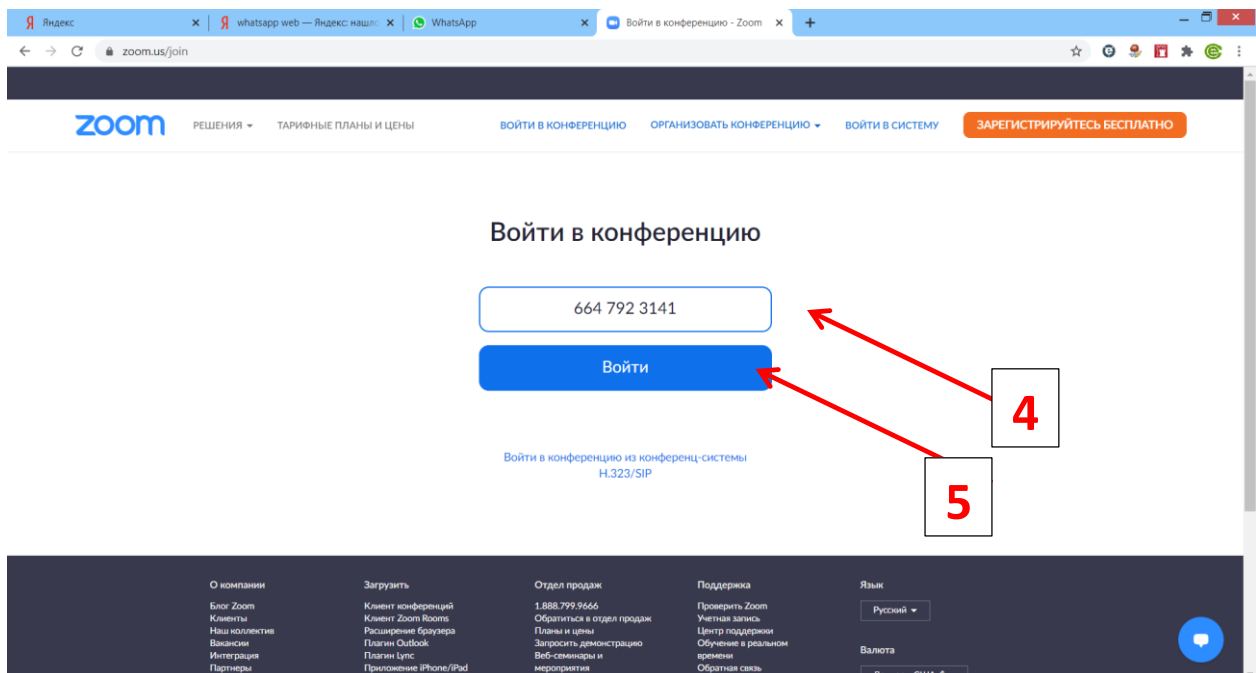 Яндекс
whatsapp web — Яндекс: нашло
WhatsApp
Войти в конференцию - Zoom
zoom.us/join
zoom
РЕШЕНИЯ
ТАРИФНЫЕ ПЛАНЫ И ЦЕНЫ
ВОЙТИ В КОНФЕРЕНЦИЮ
ОРГАНИЗОВАТЬ КОНФЕРЕНЦИЮ
ВОЙТИ В СИСТЕМУ
ЗАРЕГИСТРИРУЙТЕСЬ БЕСПЛАТНО
Войти в конференцию
664 792 3141
Войти
4
Войти в конференцию из конференц-системы
H.323/SIP
5
О компании
Блог Zoom
Клиенты
Наш коллектив
Вакансии
Интеграция
Партнеры
Загрузить
Клиент конференций
Клиент Zoom Rooms
Расширение браузера
Плагин Outlook
Плагин Lync
Приложение iPhone/iPad
Отдел продаж
1.888.799.9666
Обратиться в отдел продаж
Планы и цены
Запросить демонстрацию
Веб-семинары и
мероприятия
Поддержка
Проверить Zoom
Учетная запись
Центр поддержки
Обучение в реальном
времени
Обратная связь
Язык
Русский
Валюта